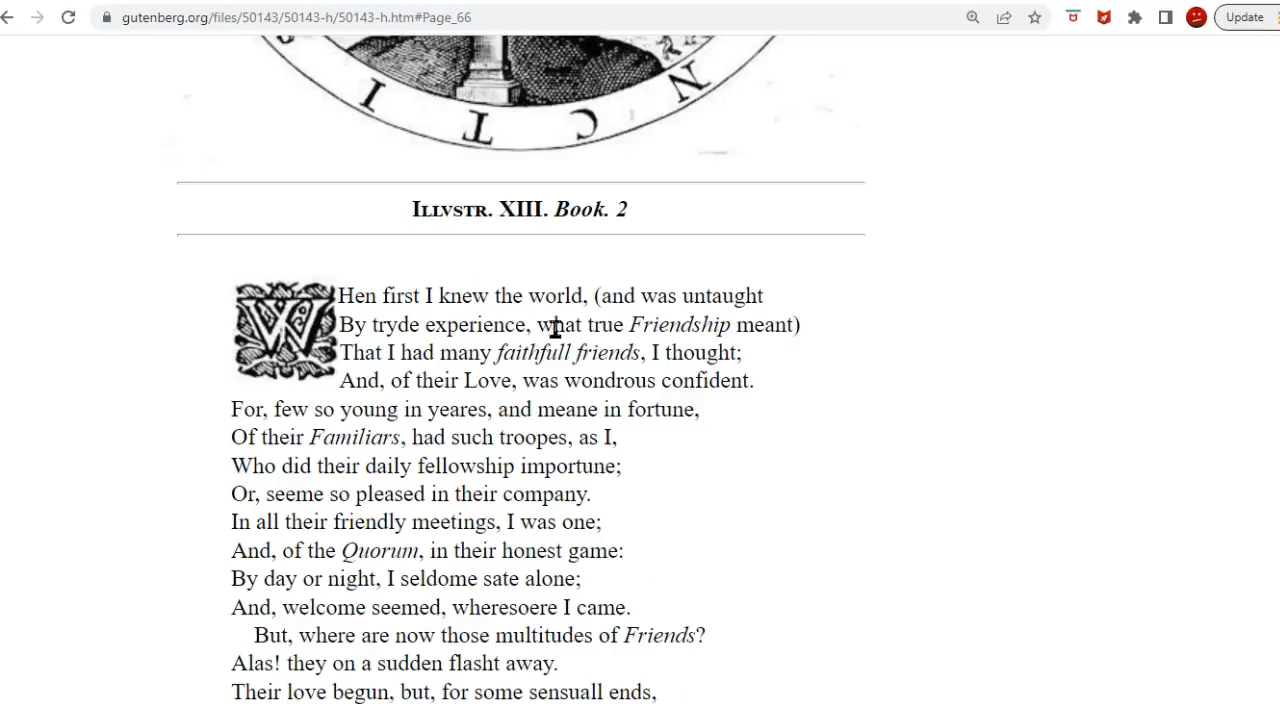 gutenberg.org/files/50143/50143-h/50143-h.htm#Page_66
Update
I T C N
Illvstr. XIII. Book. 2
WHen first I knew the world, (and was untaught
By tryde experience, what true Friendship meant)
That I had many faithfull friends, I thought;
And, of their Love, was wondrous confident.
For, few so young in yeares, and meane in fortune,
Of their Familiars, had such troopes, as I,
Who did their daily fellowship importune;
Or, seeme so pleased in their company.
In all their friendly meetings, I was one;
And, of the Quorum, in their honest game:
By day or night, I seldome sate alone;
And, welcome seemed, wheresoere I came.
But, where are now those multitudes of Friends?
Alas! they on a sudden flasht away.
Their love begun, but, for some sensuall ends,